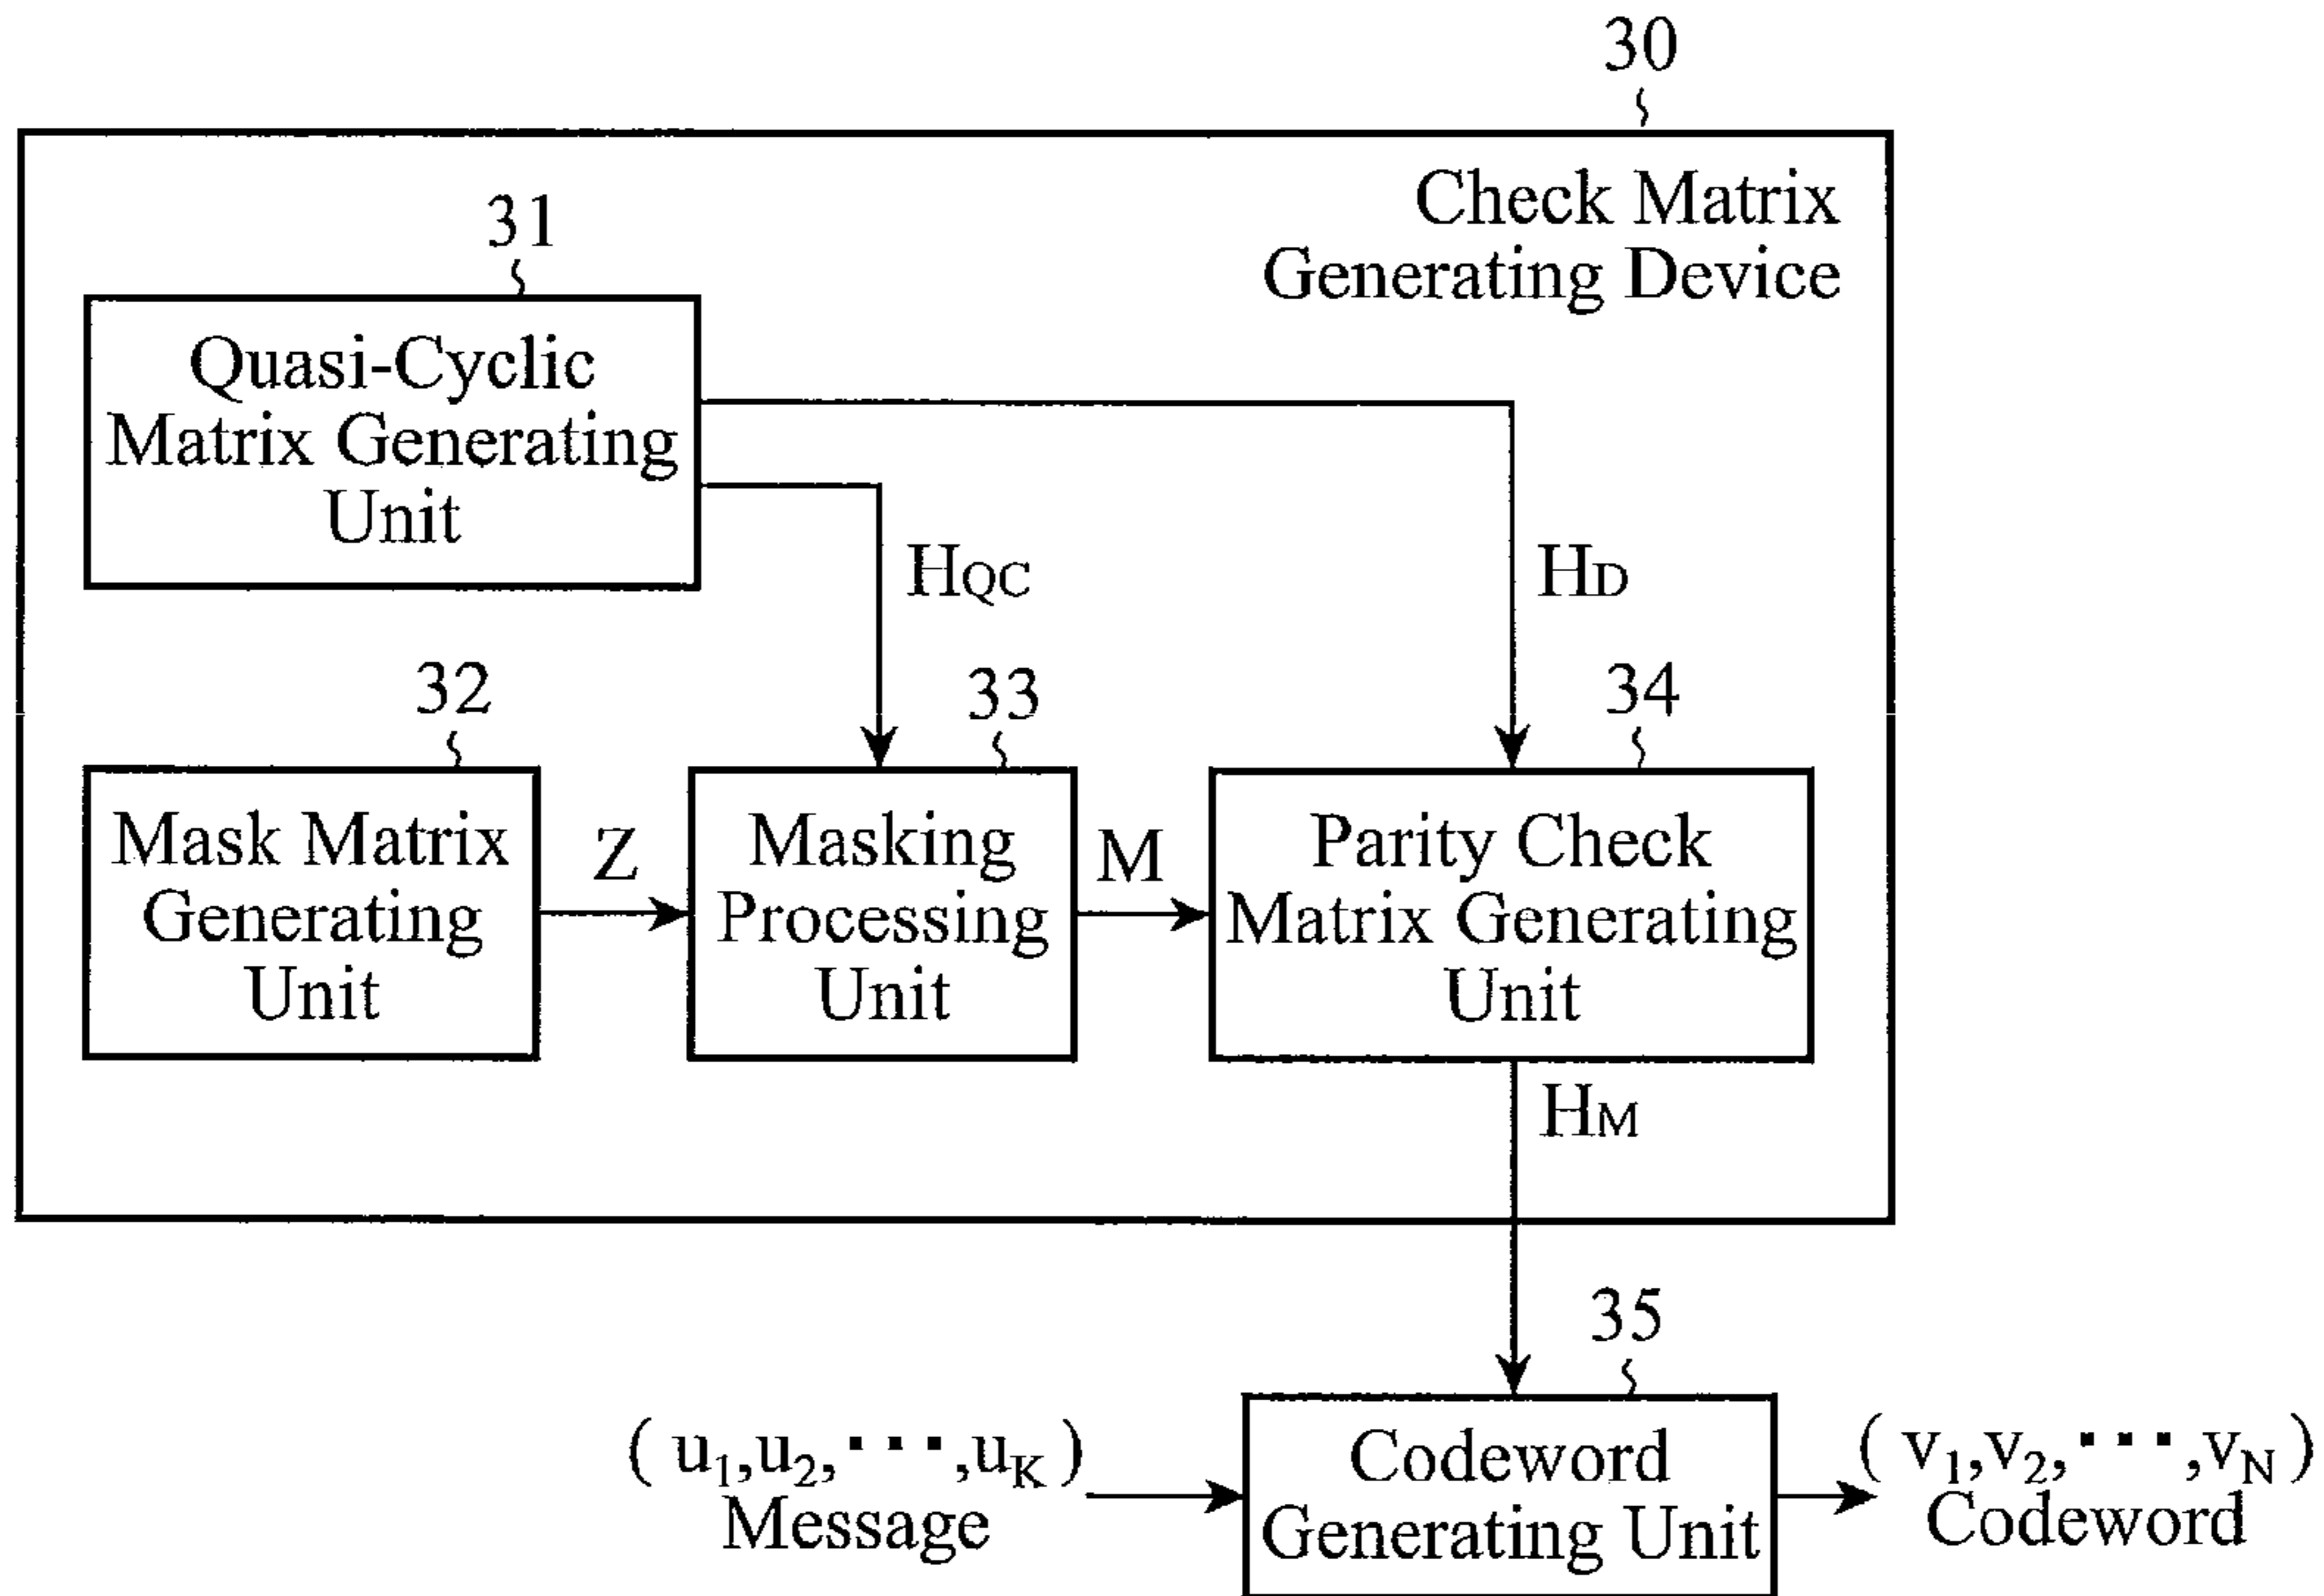 30
Check Matrix
Generating Device
31
Quasi-Cyclic
Matrix Generating
Unit
HQC
HD
32
33
34
Mask Matrix
Generating
Unit
Z
Masking
Processing
Unit
M
Parity Check
Matrix Generating
Unit
HM
35
( u1,u2,⋯,uK )
Message
Codeword
Generating Unit
( v1,v2,⋯,vN )
Codeword